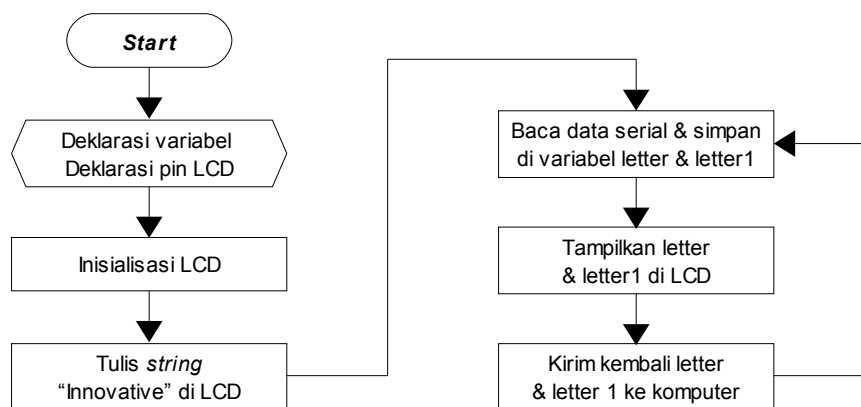 Start
Deklarasi variabel
Deklarasi pin LCD
Inisialisasi LCD
Tulis string
“Innovative” di LCD
Baca data serial & simpan
di variabel letter & letter1
Tampilkan letter
& letter1 di LCD
Kirim kembali letter
& letter 1 ke komputer